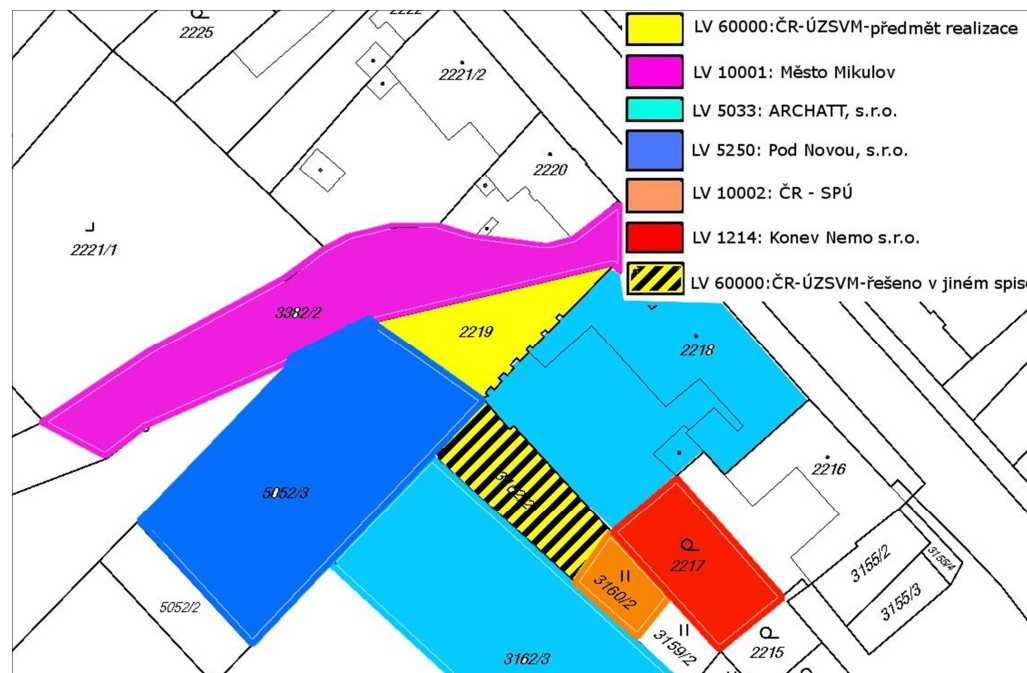 2222
2225
2221/2
2220
2221/1
3382/2
2219
2218
2216
5052/3
2217
3160/2
3155/2
3155/4
3155/3
5052/2
3159/2
2215
3162/3
LV 60000:ČR-ÚZSVM-předmět realizace
LV 10001: Město Mikulov
LV 5033: ARCHATT, s.r.o.
LV 5250: Pod Novou, s.r.o.
LV 10002: ČR - SPÚ
LV 1214: Konev Nemo s.r.o.
LV 60000:ČR-ÚZSVM-řešeno v jiném spise